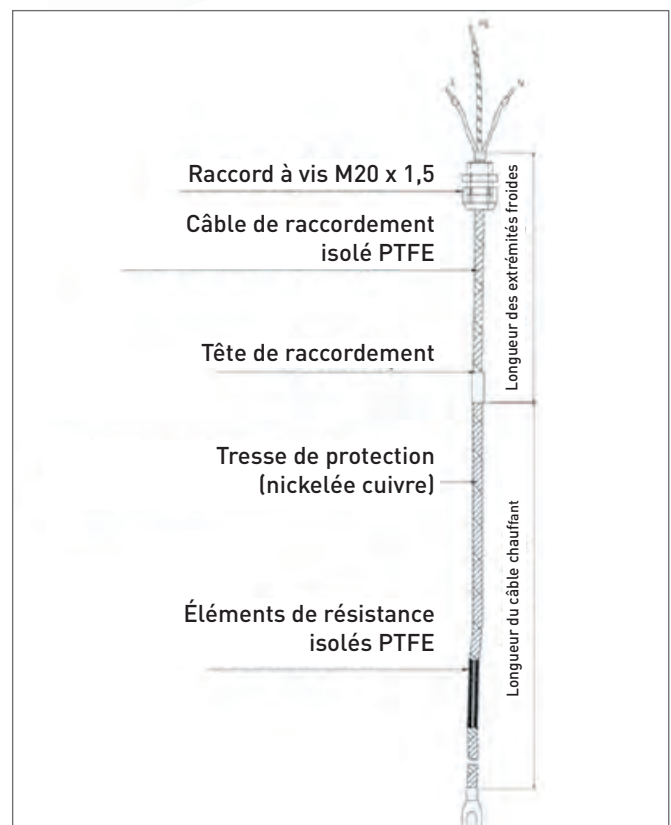 PE
L
N
Raccord à vis M20 x 1,5
Câble de raccordement
isolé PTFE
Longueur des extrémités froides
Tête de raccordement
Tresse de protection
(nickelée cuivre)
Longueur du câble chauffant
Éléments de résistance
isolés PTFE